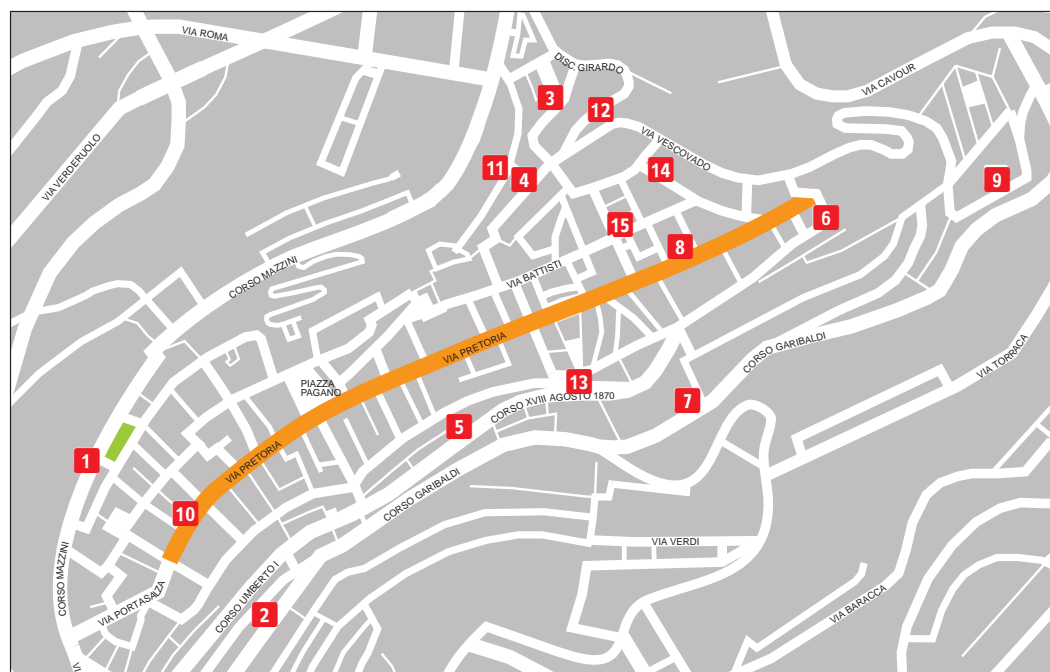 VIA ROMA
DISC. GIRARDO
VIA CAVOUR
3
12
VIA VESCOVADO
VIA VERDERUOLO
11
4
14
9
6
15
8
CORSO MAZZINI
VIA BATTISTI
VIA PRETORIA
CORSO GARIBALDI
VIA TORRACA
PIAZZA
PAGANO
13
CORSO XVIII AGOSTO 1870
7
5
1
VIA PRETORIA
CORSO GARIBALDI
10
VIA VERDI
CORSO MAZZINI
VIA PORTASALZA
CORSO UMBERTO I
2
VIA BARACCA